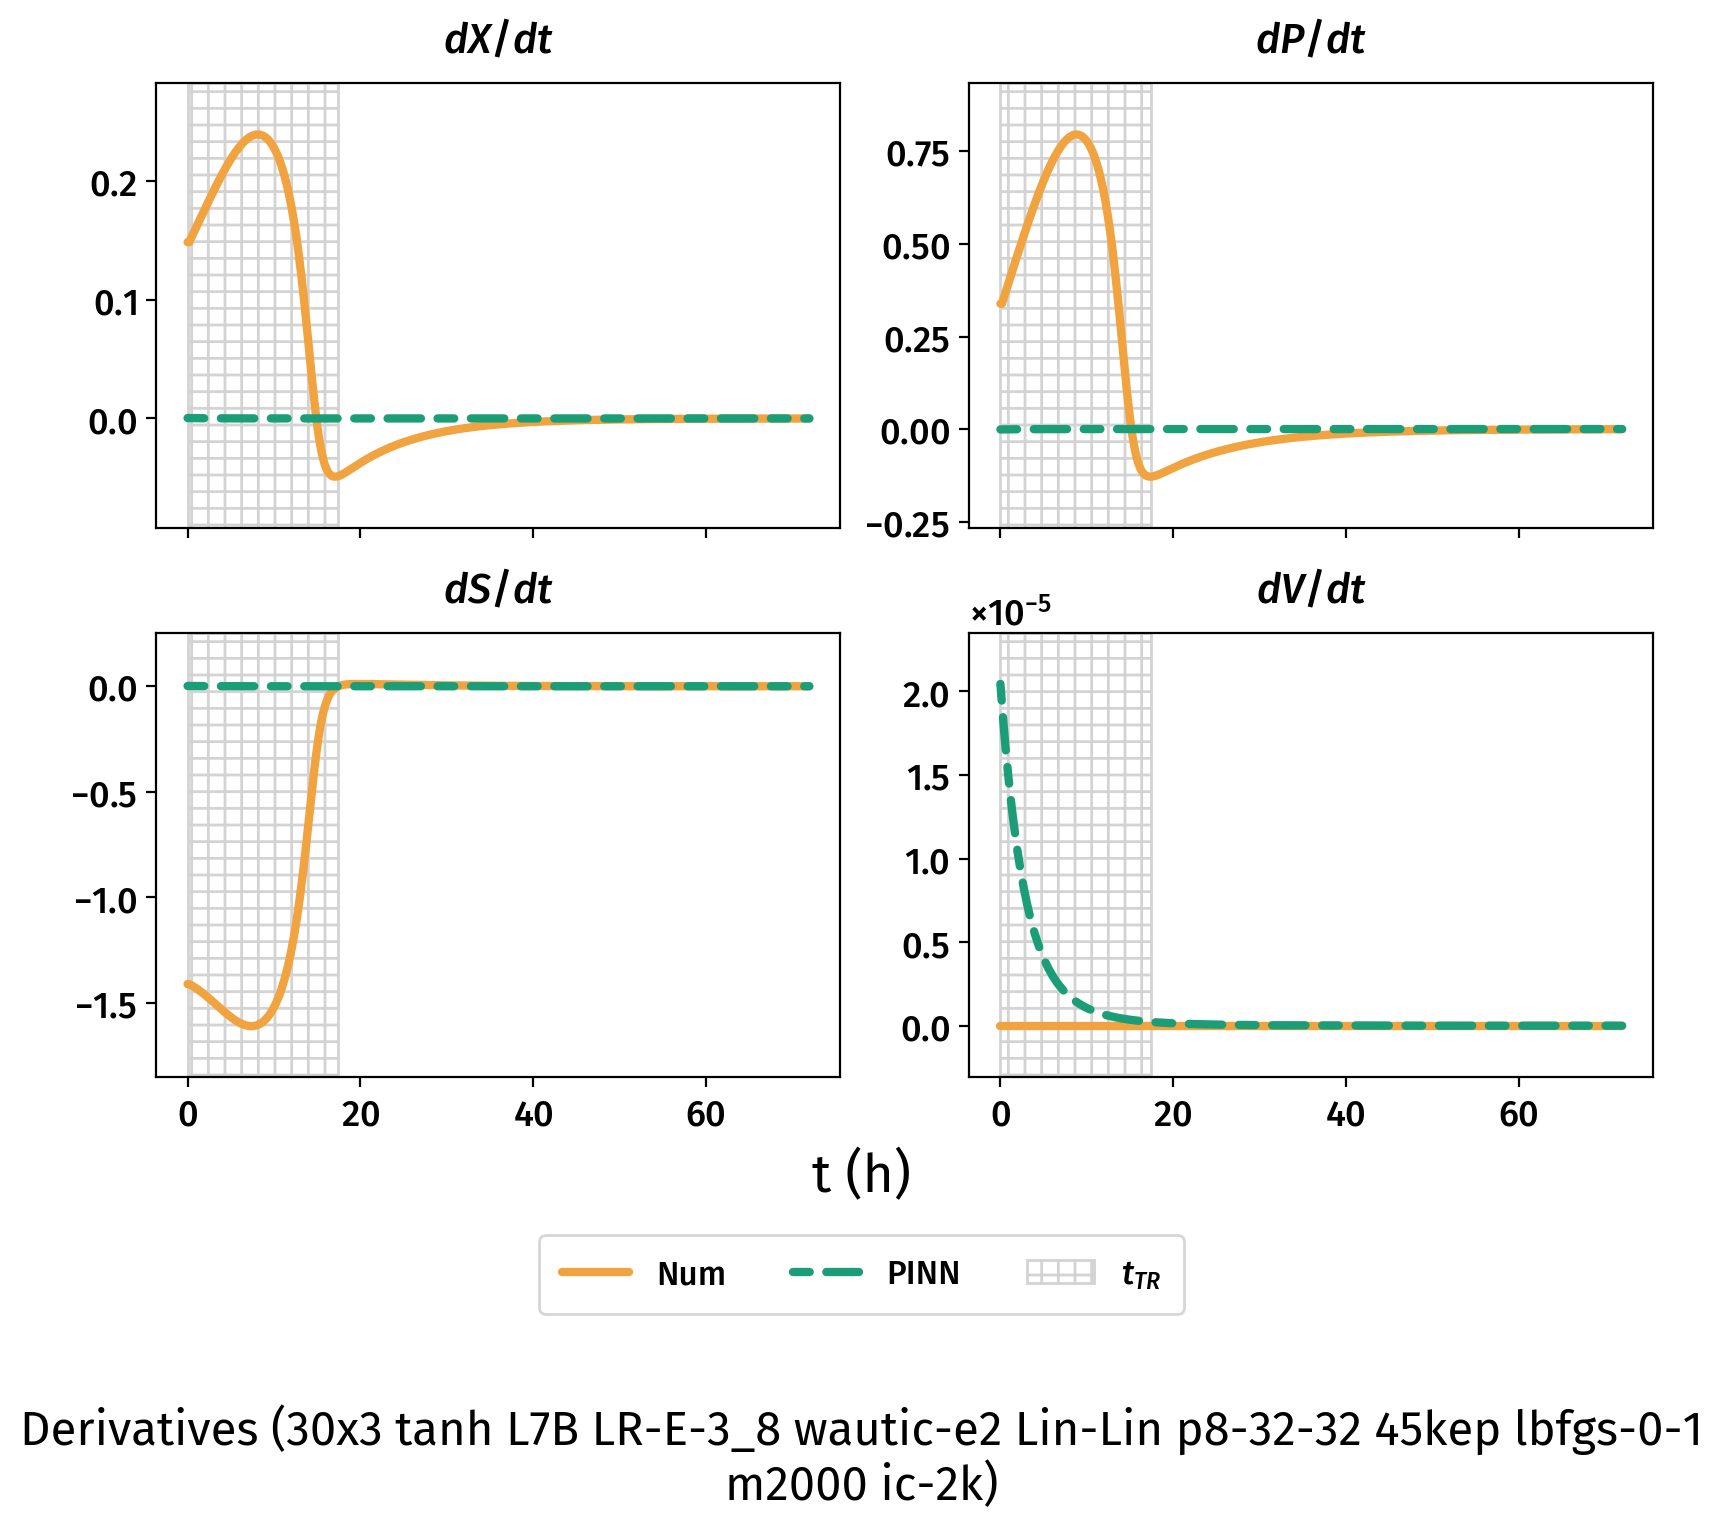 dX/dt
dP/dt
0.2
0.1
0.0
0.75
0.50
0.25
0.00
−0.25
dS/dt
dV/dt
×10⁻⁵
0.0
−0.5
−1.0
−1.5
2.0
1.5
1.0
0.5
0.0
0 20 40 60
0 20 40 60
t (h)
Num PINN t_TR
Derivatives (30x3 tanh L7B LR-E-3_8 wautic-e2 Lin-Lin p8-32-32 45kep lbfgs-0-1
m2000 ic-2k)